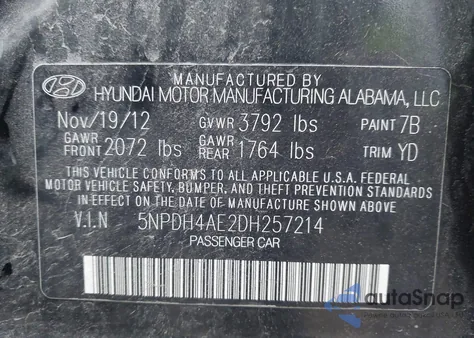 MANUFACTURED BY
HYUNDAI MOTOR MANUFACTURING ALABAMA, LLC
Nov/19/12 GVWR 3792 lbs PAINT 7B
GAWR FRONT 2072 lbs GAWR REAR 1764 lbs TRIM YD
THIS VEHICLE CONFORMS TO ALL APPLICABLE U.S.A. FEDERAL
MOTOR VEHICLE SAFETY, BUMPER, AND THEFT PREVENTION STANDARDS
IN EFFECT ON THE DATE OF MANUFACTURE SHOWN ABOVE.
V.I.N 5NPDH4AE2DH257214
PASSENGER CAR
autoSnap